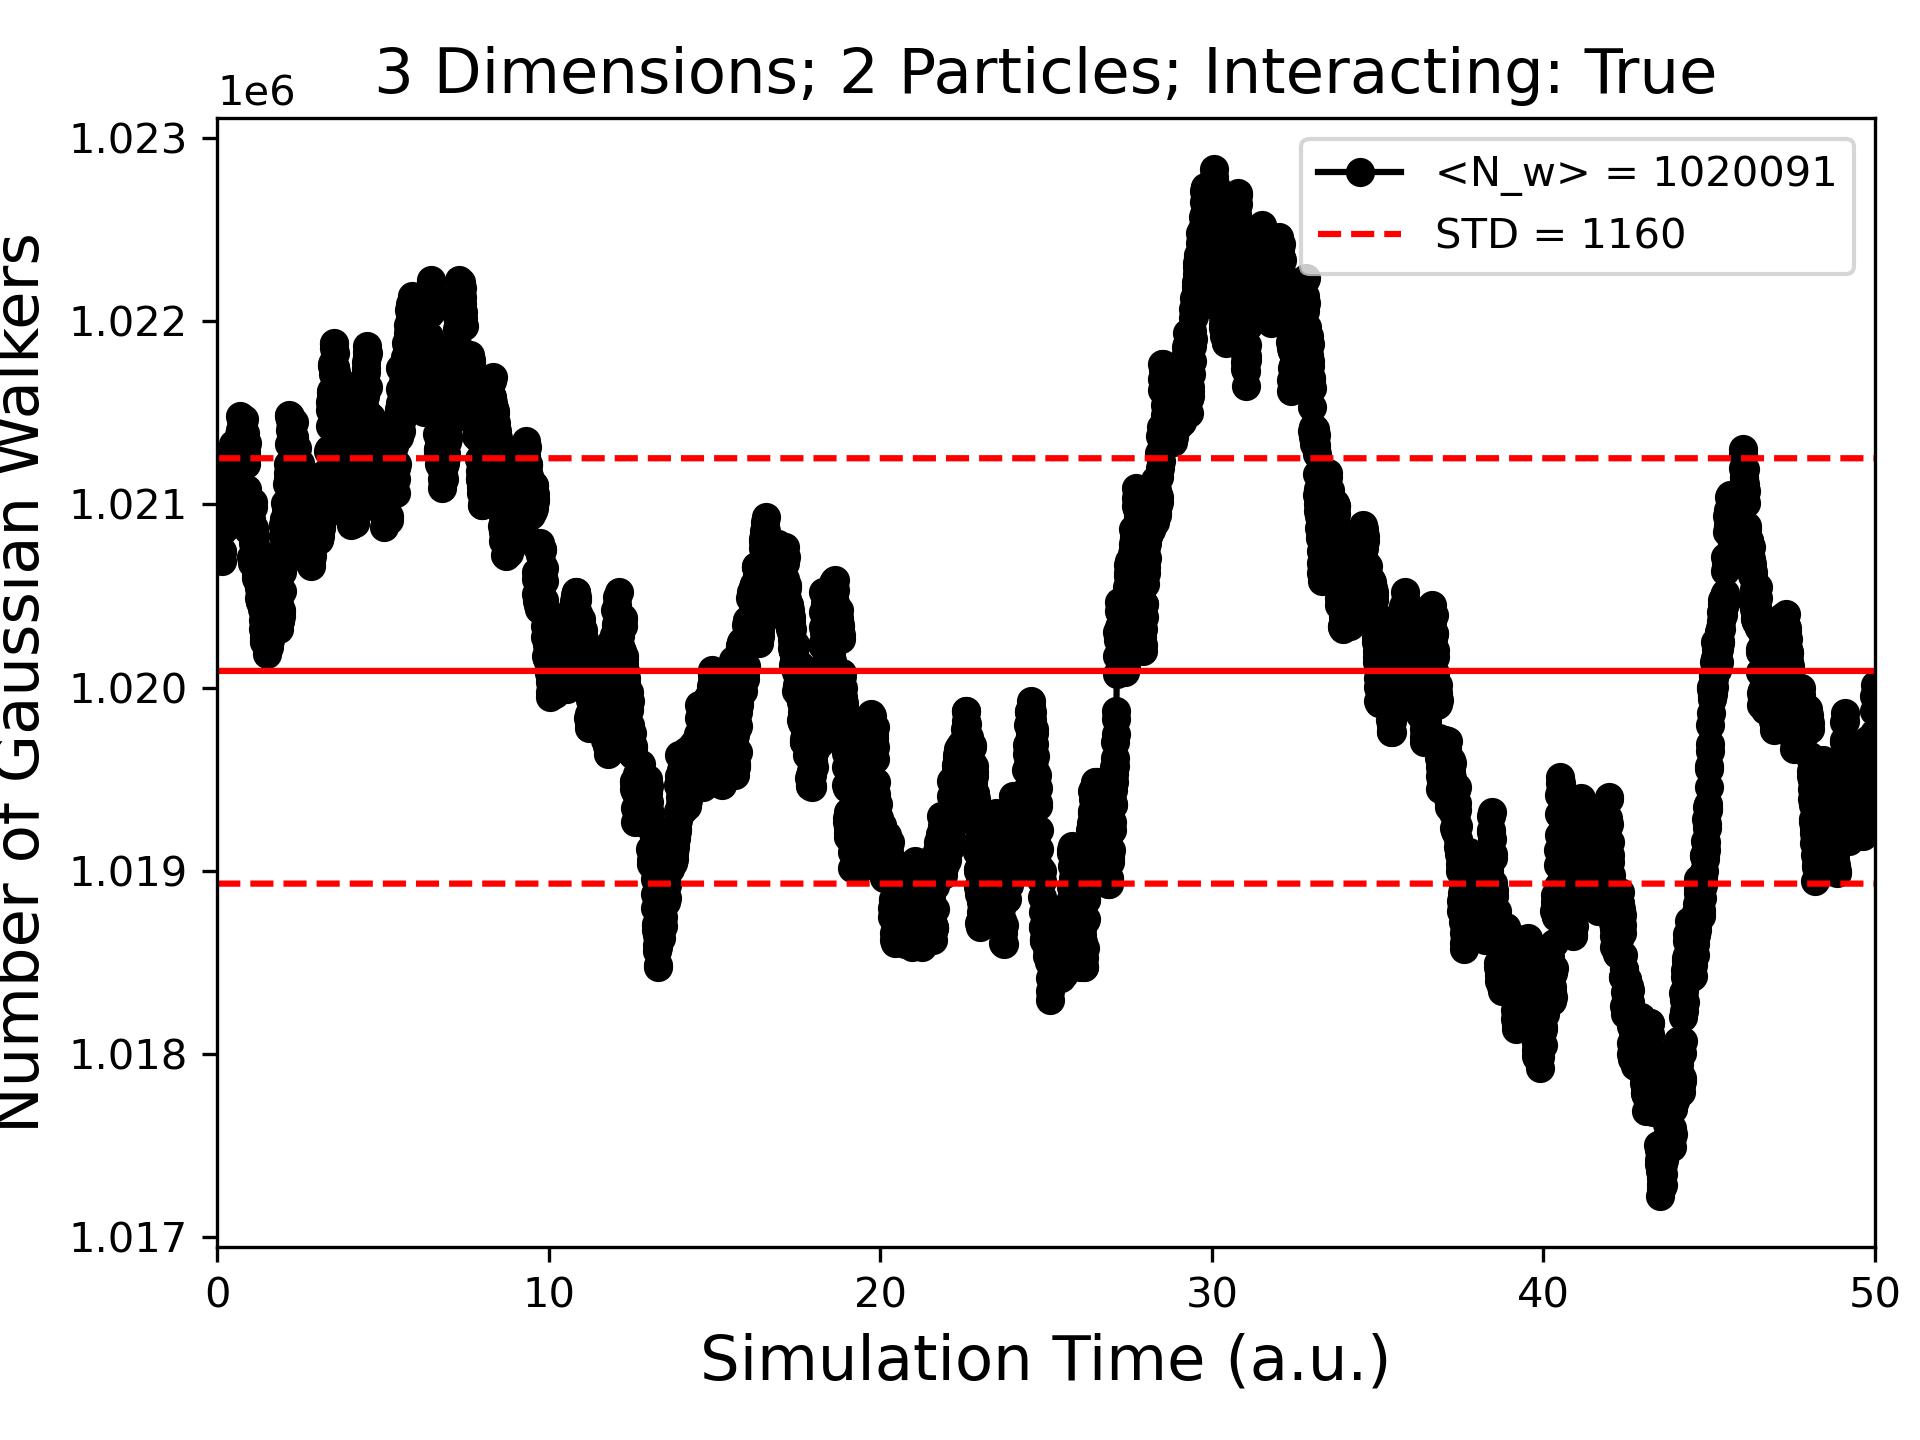 3 Dimensions; 2 Particles; Interacting: True
1e6
<N_w> = 1020091
STD = 1160
1.023
1.022
1.021
1.020
1.019
1.018
1.017
Number of Gaussian Walkers
0 10 20 30 40 50
Simulation Time (a.u.)